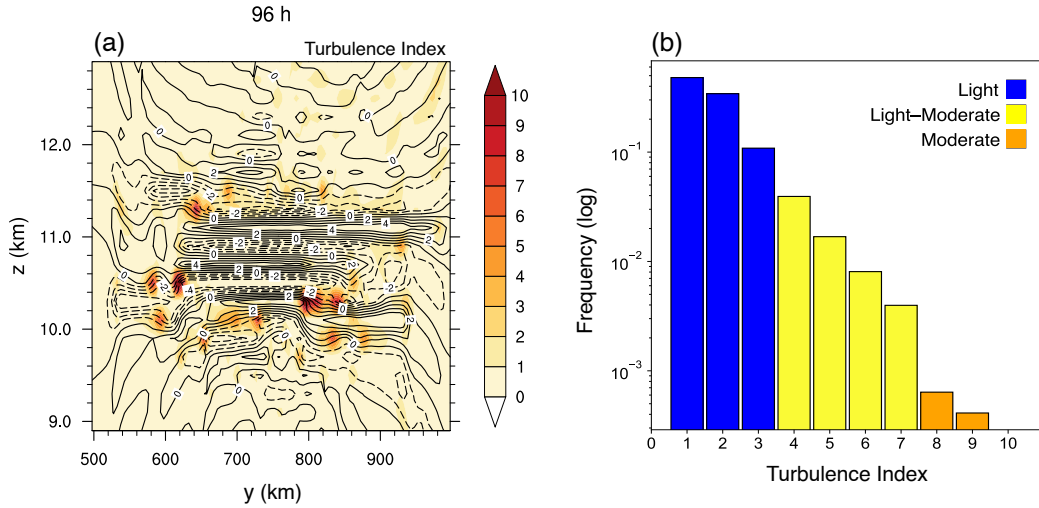 96 h
(a)
Turbulence Index
z (km)
12.0
11.0
10.0
9.0
500 600 700 800 900
y (km)
10
9
8
7
6
5
4
3
2
1
0
(b)
Light
Light–Moderate
Moderate
Frequency (log)
10⁻¹
10⁻²
10⁻³
0 1 2 3 4 5 6 7 8 9 10
Turbulence Index